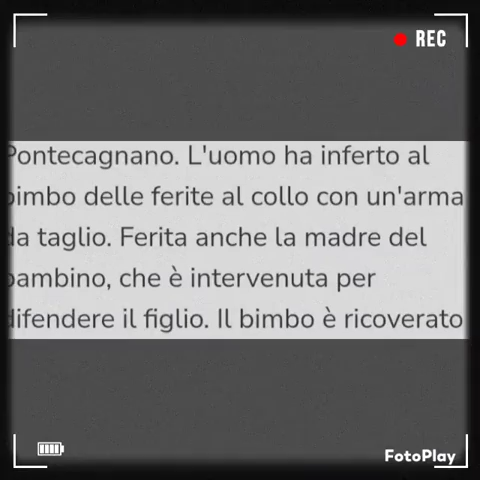 REC
Pontecagnano. L'uomo ha inferto al
bimbo delle ferite al collo con un'arma
da taglio. Ferita anche la madre del
bambino, che è intervenuta per
difendere il figlio. Il bimbo è ricoverato
FotoPlay